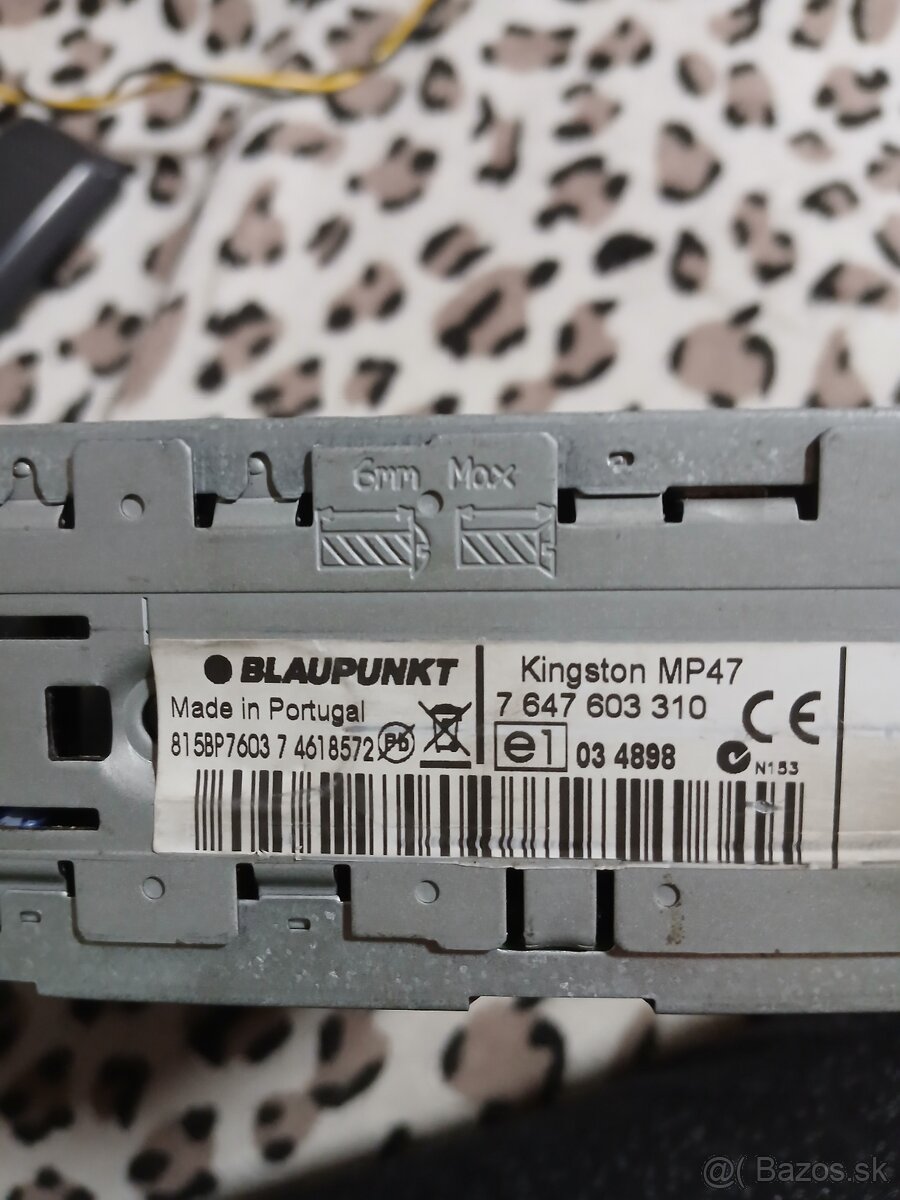 6mm Max
BLAUPUNKT
Made in Portugal
815BP7603 7 4618572
Pb
Kingston MP47
7 647 603 310
CE
e1 03 4898
N153
@( Bazos.sk